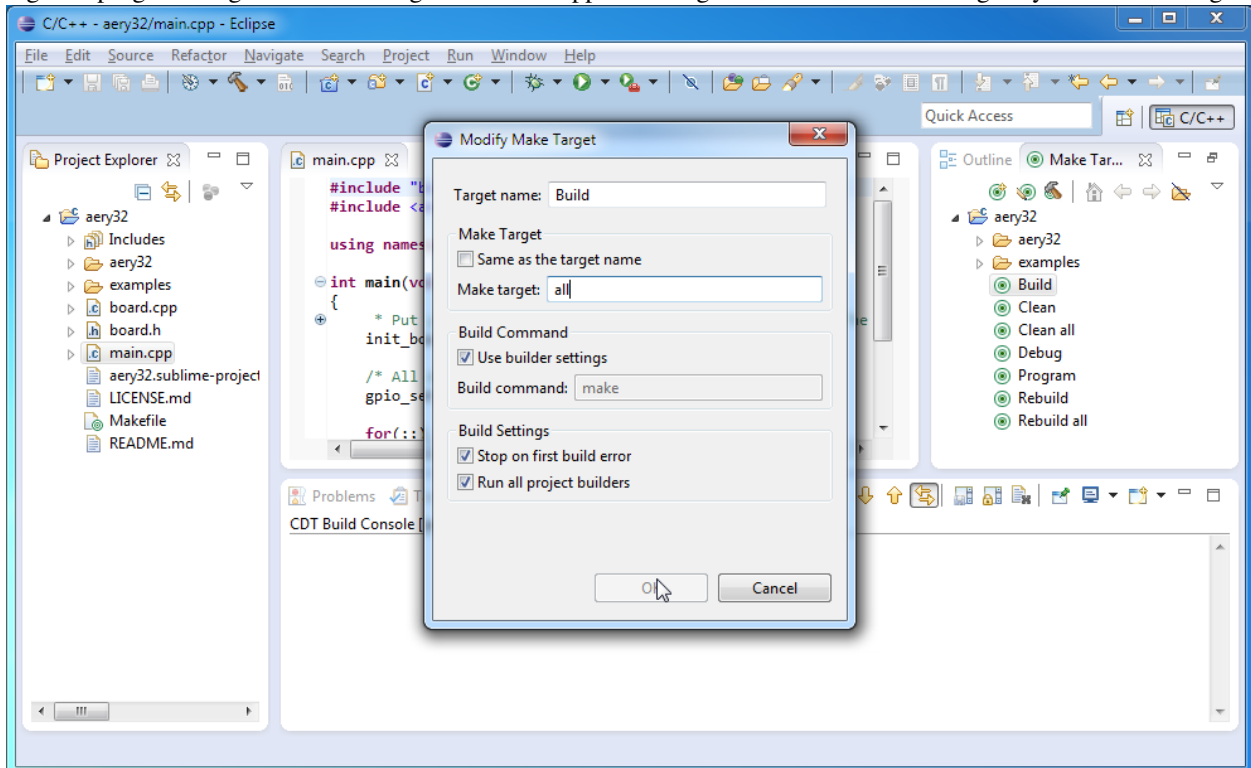 C/C++ - aery32/main.cpp - Eclipse
File Edit Source Refactor Navigate Search Project Run Window Help
Quick Access
C/C++
Project Explorer
aery32
Includes
aery32
examples
board.cpp
board.h
main.cpp
aery32.sublime-project
LICENSE.md
Makefile
README.md
main.cpp
#include "b
#include <a
using names
int main(vo
{
* Put
init_bo
/* All
gpio_se
for(;;)
Modify Make Target
Target name: Build
Make Target
Same as the target name
Make target: all
Build Command
Use builder settings
Build command: make
Build Settings
Stop on first build error
Run all project builders
Cancel
Outline Make Tar...
aery32
aery32
examples
Build
Clean
Clean all
Debug
Program
Rebuild
Rebuild all
Problems
CDT Build Console [